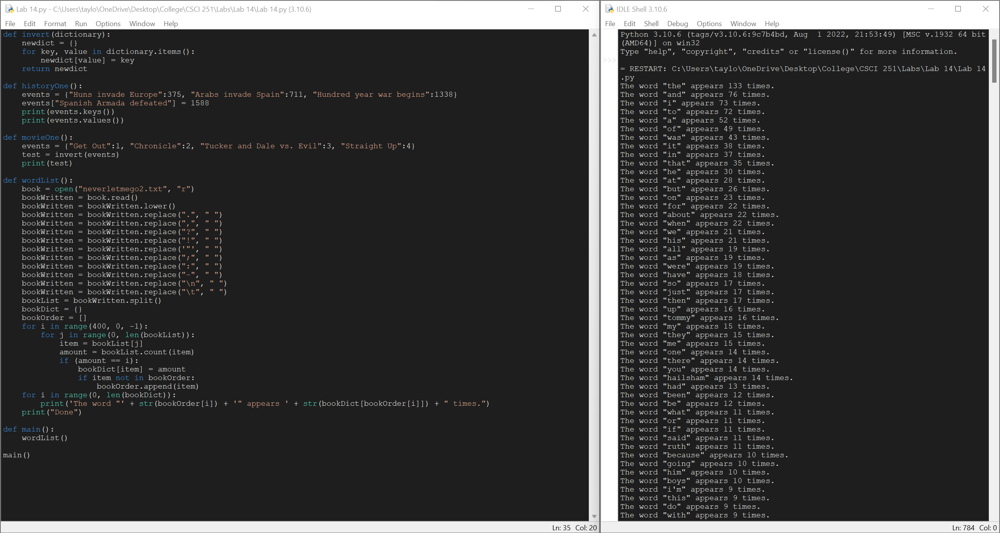 Lab 14.py - C:\Users\taylo\OneDrive\Desktop\College\CSCI 251\Labs\Lab 14\Lab 14.py (3.10.6)
File Edit Format Run Options Window Help
def invert(dictionary):
    newdict = {}
    for key, value in dictionary.items():
        newdict[value] = key
    return newdict

def historyOne():
    events = {"Huns invade Europe":375, "Arabs invade Spain":711, "Hundred year war begins":1338}
    events["Spanish Armada defeated"] = 1588
    print(events.keys())
    print(events.values())

def movieOne():
    events = {"Get Out":1, "Chronicle":2, "Tucker and Dale vs. Evil":3, "Straight Up":4}
    test = invert(events)
    print(test)

def wordList():
    book = open("neverletmego2.txt", "r")
    bookWritten = book.read()
    bookWritten = bookWritten.lower()
    bookWritten = bookWritten.replace(".", " ")
    bookWritten = bookWritten.replace(",", " ")
    bookWritten = bookWritten.replace("?", " ")
    bookWritten = bookWritten.replace("!", " ")
    bookWritten = bookWritten.replace('"', " ")
    bookWritten = bookWritten.replace(";", " ")
    bookWritten = bookWritten.replace(":", " ")
    bookWritten = bookWritten.replace("-", " ")
    bookWritten = bookWritten.replace("\n", " ")
    bookWritten = bookWritten.replace("\t", " ")
    bookList = bookWritten.split()
    bookDict = {}
    bookOrder = []
    for i in range(400, 0, -1):
        for j in range(0, len(bookList)):
            item = bookList[j]
            amount = bookList.count(item)
            if (amount == i):
                bookDict[item] = amount
                if item not in bookOrder:
                    bookOrder.append(item)
    for i in range(0, len(bookDict)):
        print('The word "' + str(bookOrder[i]) + '" appears ' + str(bookDict[bookOrder[i]]) + " times.")
    print("Done")

def main():
    wordList()

main()
Ln: 35 Col: 20
IDLE Shell 3.10.6
File Edit Shell Debug Options Window Help
Python 3.10.6 (tags/v3.10.6:9c7b4bd, Aug  1 2022, 21:53:49) [MSC v.1932 64 bit
(AMD64)] on win32
Type "help", "copyright", "credits" or "license()" for more information.
>>>
= RESTART: C:\Users\taylo\OneDrive\Desktop\College\CSCI 251\Labs\Lab 14\Lab 14
.py
The word "the" appears 133 times.
The word "and" appears 76 times.
The word "i" appears 73 times.
The word "to" appears 72 times.
The word "a" appears 52 times.
The word "of" appears 49 times.
The word "was" appears 43 times.
The word "it" appears 38 times.
The word "in" appears 37 times.
The word "that" appears 35 times.
The word "he" appears 30 times.
The word "at" appears 28 times.
The word "but" appears 26 times.
The word "on" appears 23 times.
The word "for" appears 22 times.
The word "about" appears 22 times.
The word "when" appears 22 times.
The word "we" appears 21 times.
The word "his" appears 21 times.
The word "all" appears 19 times.
The word "as" appears 19 times.
The word "were" appears 19 times.
The word "have" appears 18 times.
The word "so" appears 17 times.
The word "just" appears 17 times.
The word "then" appears 17 times.
The word "up" appears 16 times.
The word "tommy" appears 16 times.
The word "my" appears 15 times.
The word "they" appears 15 times.
The word "me" appears 15 times.
The word "one" appears 14 times.
The word "there" appears 14 times.
The word "you" appears 14 times.
The word "hailsham" appears 14 times.
The word "had" appears 13 times.
The word "been" appears 12 times.
The word "be" appears 12 times.
The word "what" appears 11 times.
The word "or" appears 11 times.
The word "if" appears 11 times.
The word "said" appears 11 times.
The word "ruth" appears 11 times.
The word "because" appears 10 times.
The word "going" appears 10 times.
The word "him" appears 10 times.
The word "boys" appears 10 times.
The word "i'm" appears 9 times.
The word "this" appears 9 times.
The word "do" appears 9 times.
The word "with" appears 9 times.
Ln: 784 Col: 0